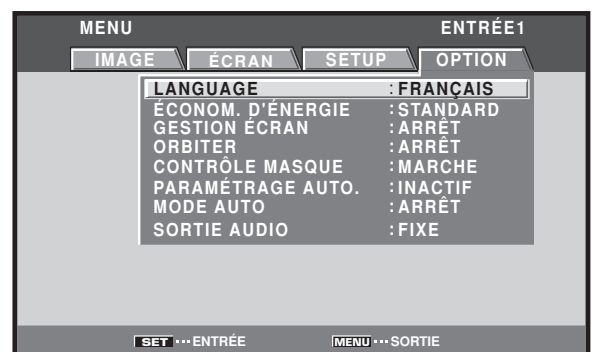 MENU ENTRÉE1
IMAGE ÉCRAN SETUP OPTION
LANGUAGE :FRANÇAIS
ÉCONOM. D'ÉNERGIE :STANDARD
GESTION ÉCRAN :ARRÊT
ORBITER :ARRÊT
CONTRÔLE MASQUE :MARCHE
PARAMÉTRAGE AUTO. :INACTIF
MODE AUTO :ARRÊT
SORTIE AUDIO :FIXE
SET ··· ENTRÉE MENU ··· SORTIE